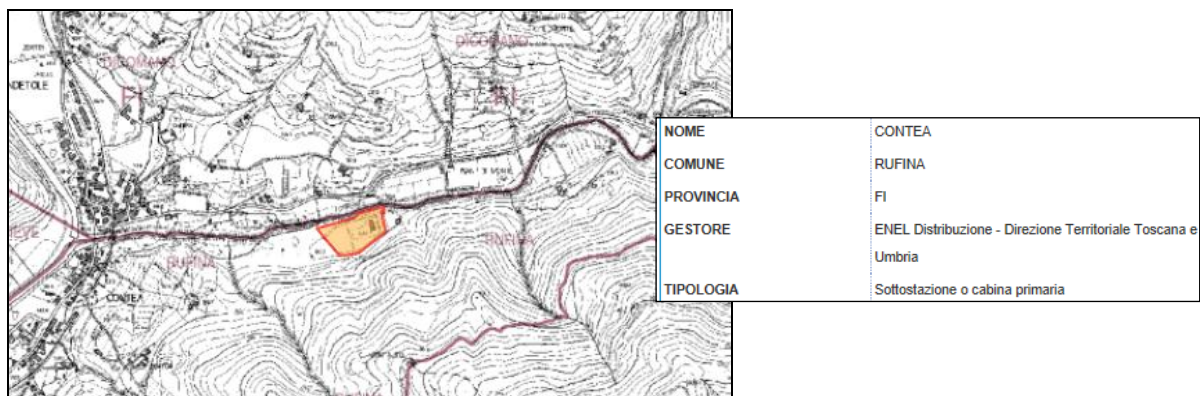 DICOMANO
DICOMANO
FI
FI
RUFINA
RUFINA
CONTEA
NOME CONTEA
COMUNE RUFINA
PROVINCIA FI
GESTORE ENEL Distribuzione - Direzione Territoriale Toscana e
Umbria
TIPOLOGIA Sottostazione o cabina primaria